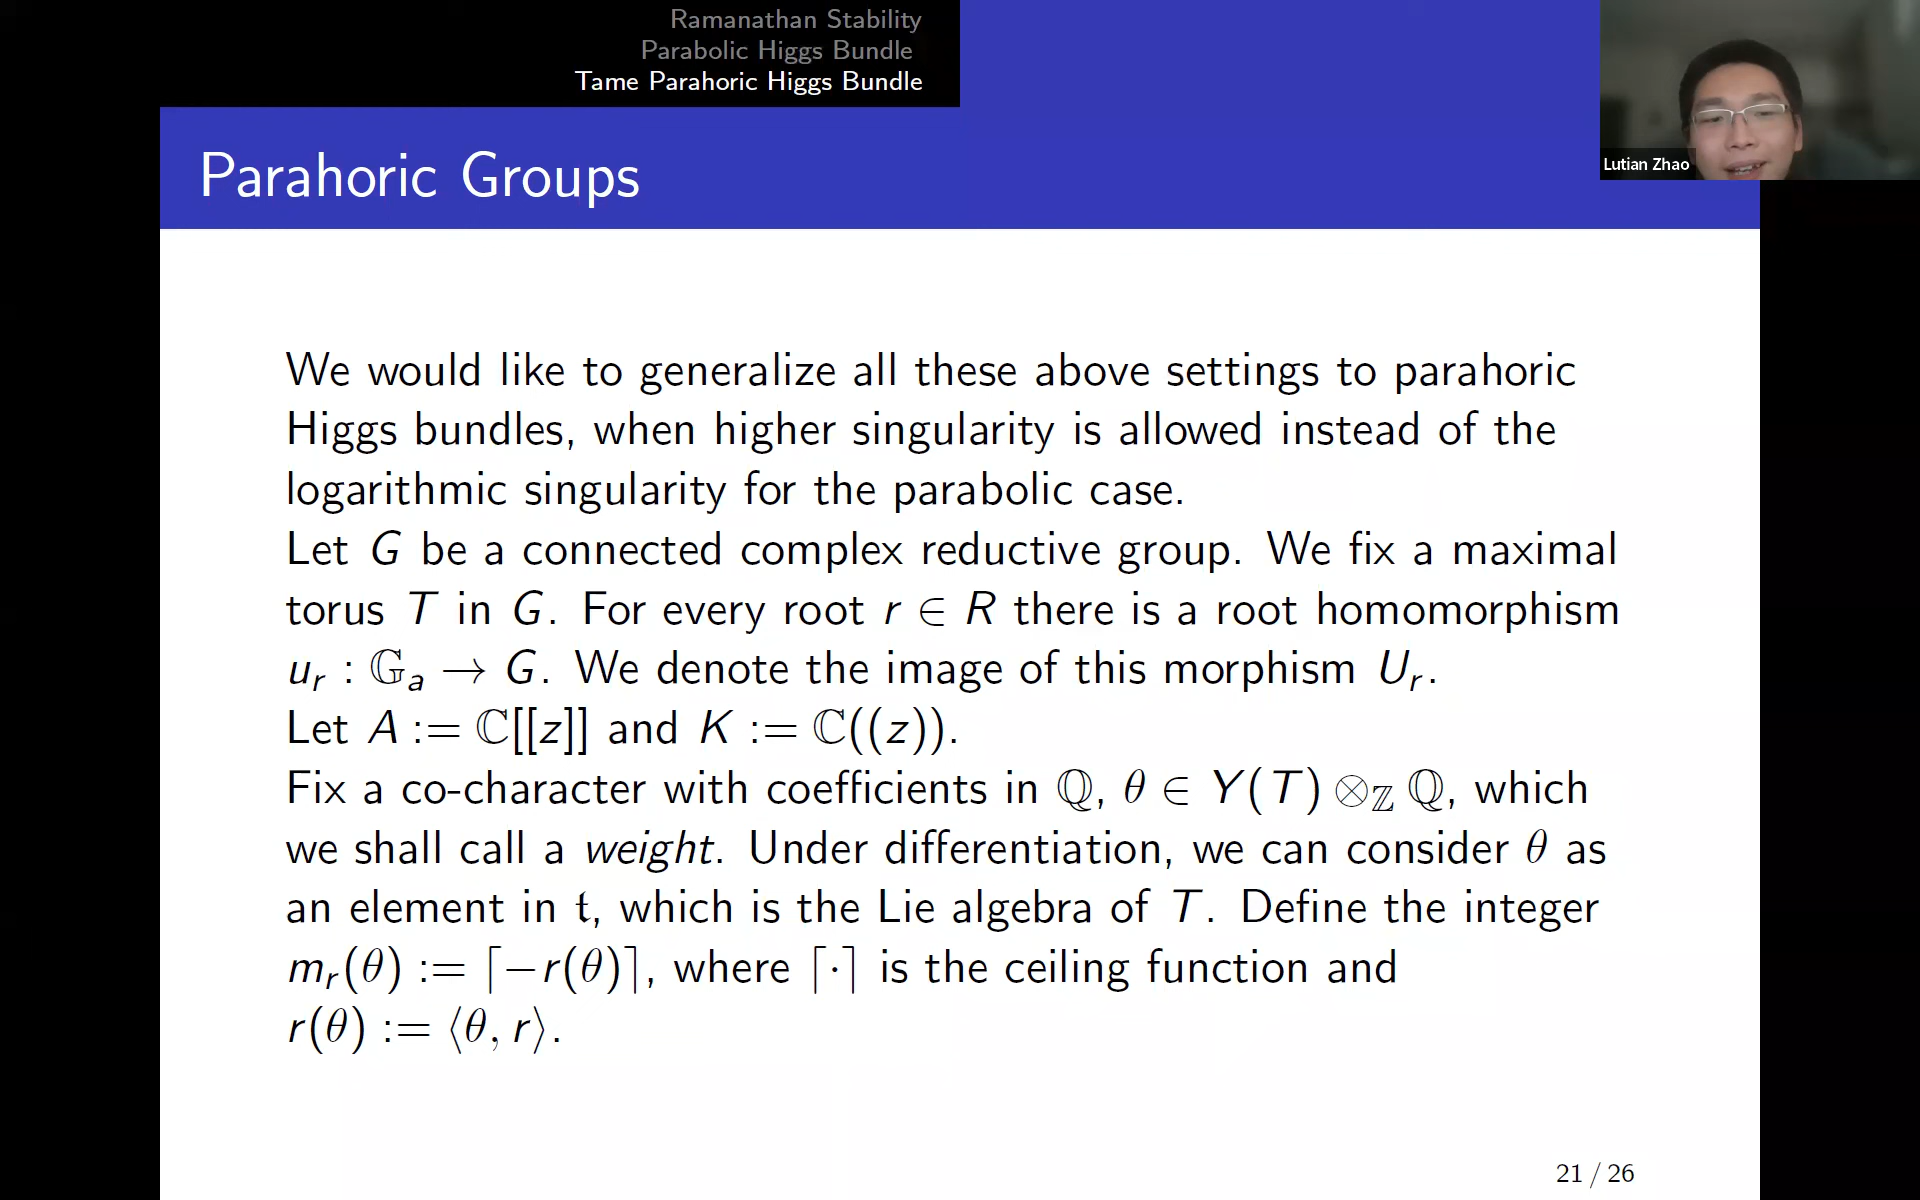 Ramanathan Stability
Parabolic Higgs Bundle
Tame Parahoric Higgs Bundle
Lutian Zhao
Parahoric Groups
We would like to generalize all these above settings to parahoric
Higgs bundles, when higher singularity is allowed instead of the
logarithmic singularity for the parabolic case.
Let G be a connected complex reductive group. We fix a maximal
torus T in G. For every root r ∈ R there is a root homomorphism
u_r : 𝔾_a → G. We denote the image of this morphism U_r.
Let A := ℂ[[z]] and K := ℂ((z)).
Fix a co-character with coefficients in ℚ, θ ∈ Y(T) ⊗_ℤ ℚ, which
we shall call a weight. Under differentiation, we can consider θ as
an element in 𝔱, which is the Lie algebra of T. Define the integer
m_r(θ) := ⌈−r(θ)⌉, where ⌈·⌉ is the ceiling function and
r(θ) := ⟨θ, r⟩.
21 / 26